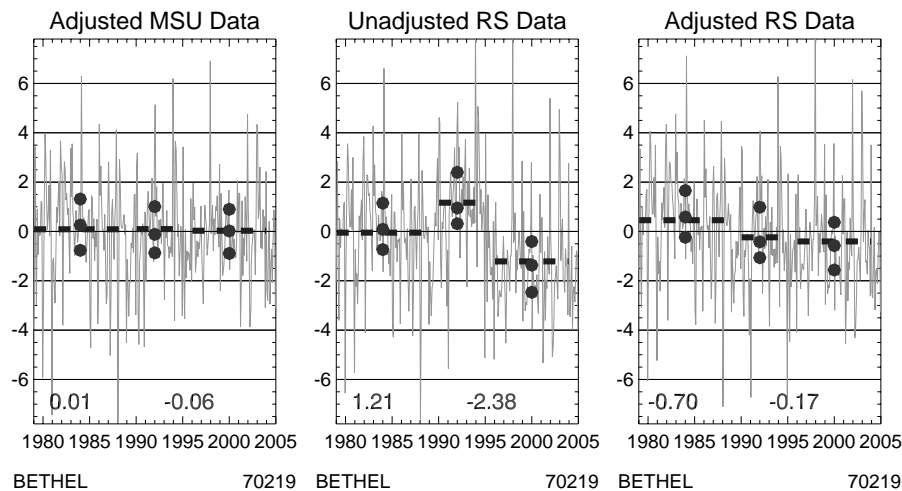 Adjusted MSU Data
6
4
2
0
-2
-4
-6
0.01 -0.06
1980 1985 1990 1995 2000 2005
BETHEL 70219
Unadjusted RS Data
6
4
2
0
-2
-4
-6
1.21 -2.38
1980 1985 1990 1995 2000 2005
BETHEL 70219
Adjusted RS Data
6
4
2
0
-2
-4
-6
-0.70 -0.17
1980 1985 1990 1995 2000 2005
BETHEL 70219